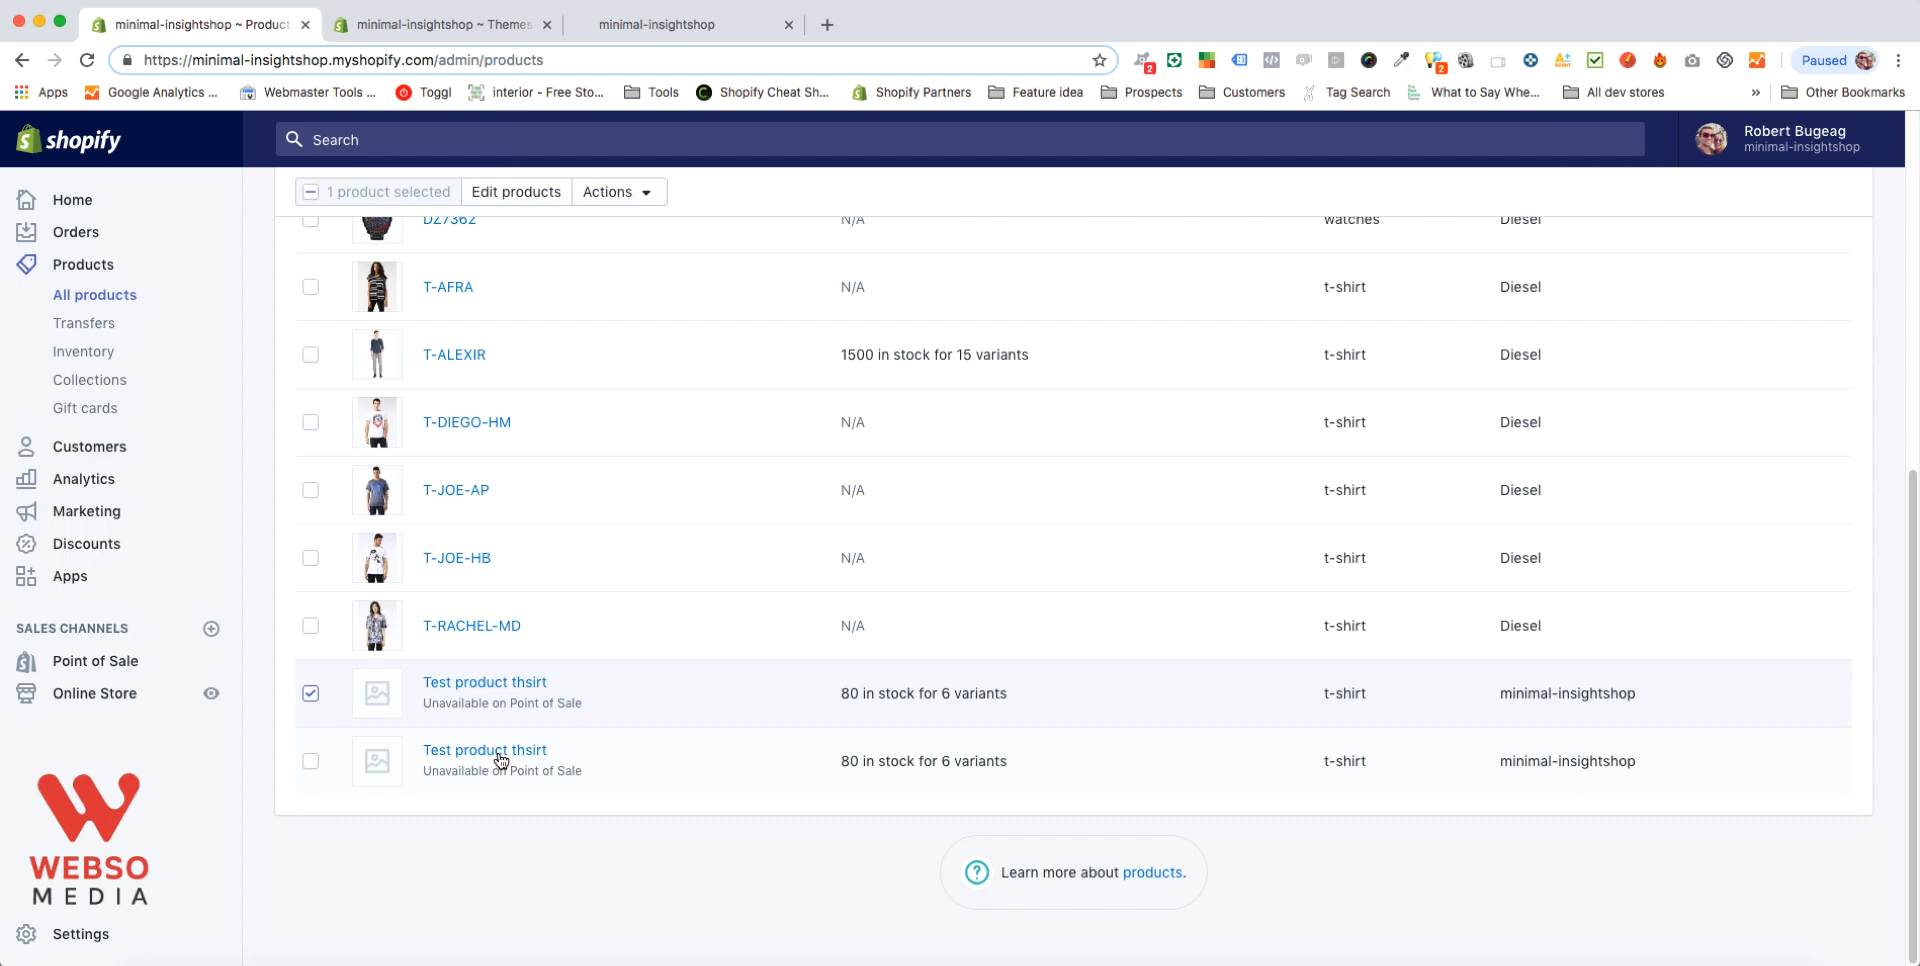 minimal-insightshop ~ Product
minimal-insightshop ~ Themes
minimal-insightshop
https://minimal-insightshop.myshopify.com/admin/products
2
2
Paused
Apps
Google Analytics ...
Webmaster Tools ...
Toggl
interior - Free Sto...
Tools
Shopify Cheat Sh...
Shopify Partners
Feature idea
Prospects
Customers
Tag Search
What to Say Whe...
All dev stores
»
Other Bookmarks
shopify
Search
Robert Bugeag
minimal-insightshop
1 product selected
Edit products
Actions
Home
Orders
Products
All products
Transfers
Inventory
Collections
Gift cards
Customers
Analytics
Marketing
Discounts
Apps
SALES CHANNELS
Point of Sale
Online Store
WEBSO
MEDIA
Settings
DZ7362 N/A watches Diesel
T-AFRA N/A t-shirt Diesel
T-ALEXIR 1500 in stock for 15 variants t-shirt Diesel
T-DIEGO-HM N/A t-shirt Diesel
T-JOE-AP N/A t-shirt Diesel
T-JOE-HB N/A t-shirt Diesel
T-RACHEL-MD N/A t-shirt Diesel
Test product thsirt
Unavailable on Point of Sale
80 in stock for 6 variants t-shirt minimal-insightshop
Test product thsirt
Unavailable on Point of Sale
80 in stock for 6 variants t-shirt minimal-insightshop
Learn more about products.